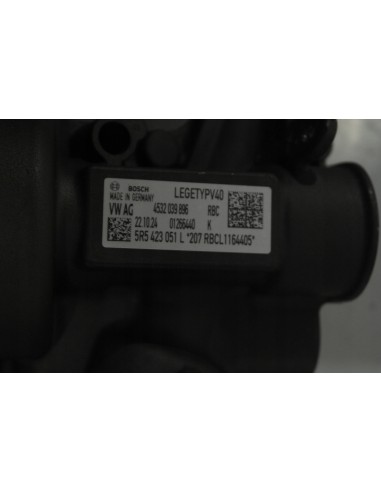 BOSCH LEGETYPV40
MADE IN GERMANY
VW AG 4532 039 896 RBC
22.10.24 01266440 K
5R5 423 051 L *207 RBCL1164405*